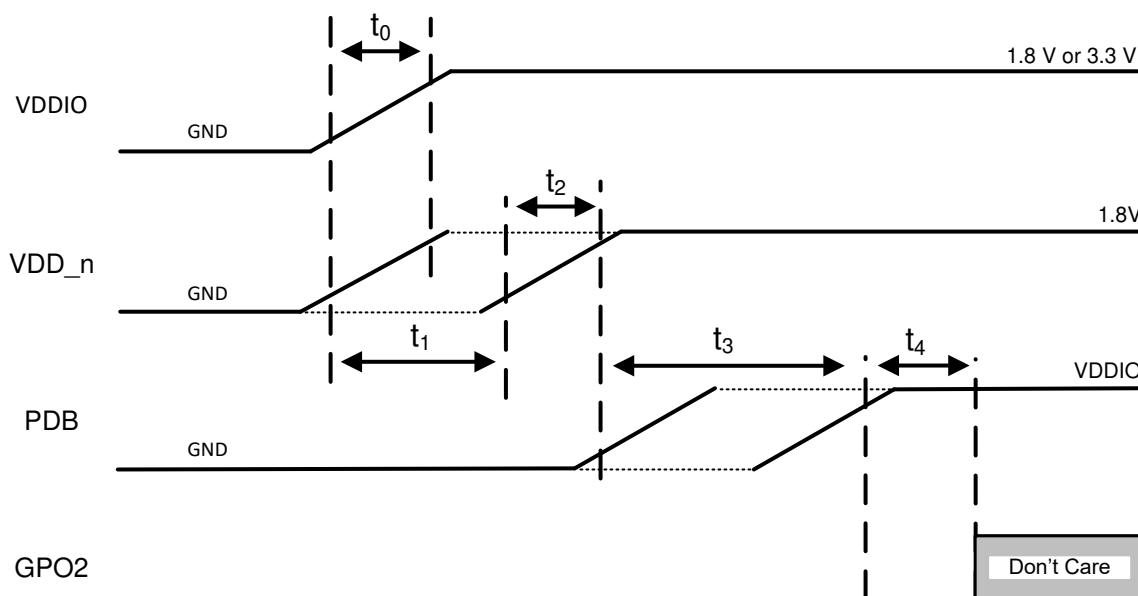 t0
1.8 V or 3.3 V
VDDIO
GND
t2
1.8V
VDD_n
GND
t1
t3
t4
VDDIO
PDB
GND
GPO2
Don't Care